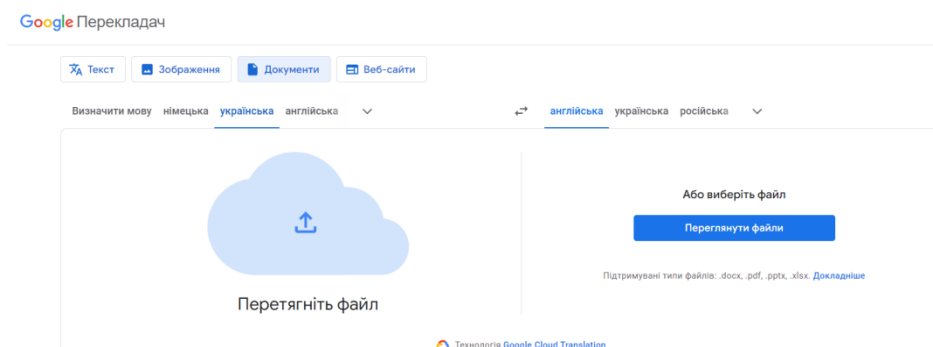 Google Перекладач
Текст Зображення Документи Веб-сайти
Визначити мову німецька українська англійська англійська українська російська
Або виберіть файл
Переглянути файли
Підтримувані типи файлів: .docx, .pdf, .pptx, .xlsx. Докладніше
Перетягніть файл
Технологія Google Cloud Translation